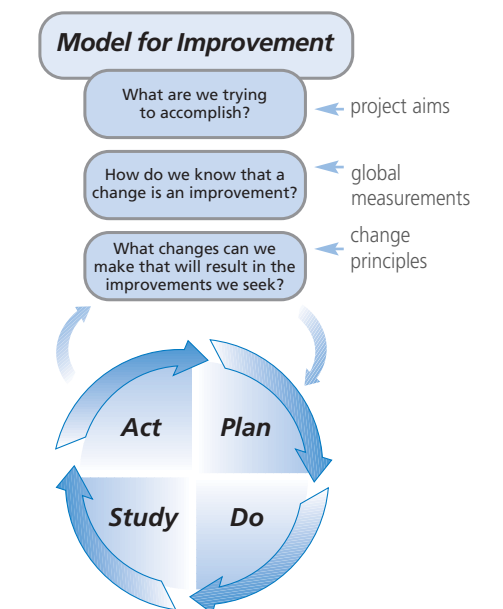 Model for Improvement
What are we trying
to accomplish?
project aims
How do we know that a
change is an improvement?
global
measurements
What changes can we
make that will result in the
improvements we seek?
change
principles
Act
Plan
Study
Do